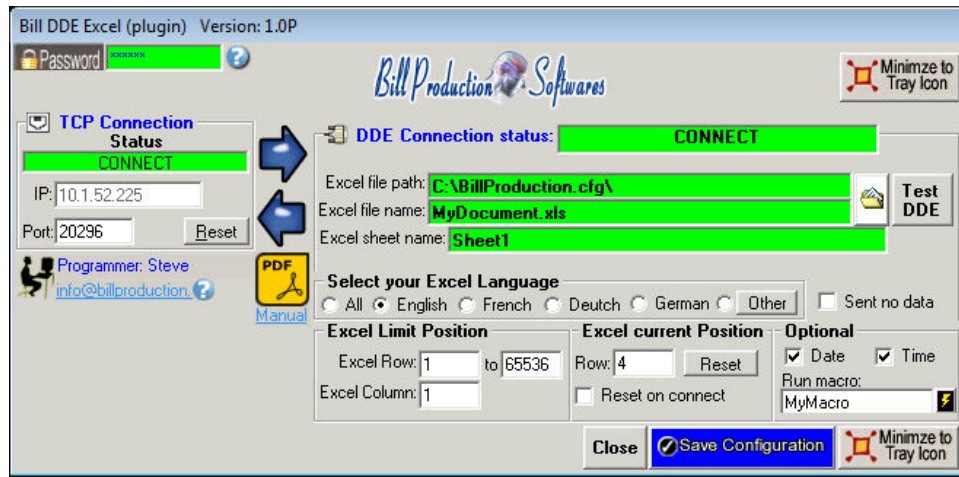 Bill DDE Excel (plugin) Version: 1.0P
Password ******
Bill Production Softwares
Minimze to
Tray Icon
TCP Connection
Status
CONNECT
IP: 10.1.52.225
Port: 20296 Reset
Programmer: Steve
info@billproduction.
PDF
Manual
DDE Connection status: CONNECT
Excel file path: C:\BillProduction.cfg\
Excel file name: MyDocument.xls
Excel sheet name: Sheet1
Test
DDE
Select your Excel Language
All English French Deutch German Other
Sent no data
Excel Limit Position
Excel Row: 1 to 65536
Excel Column: 1
Excel current Position
Row: 4 Reset
Reset on connect
Optional
Date Time
Run macro:
MyMacro
Close Save Configuration Minimze to
Tray Icon